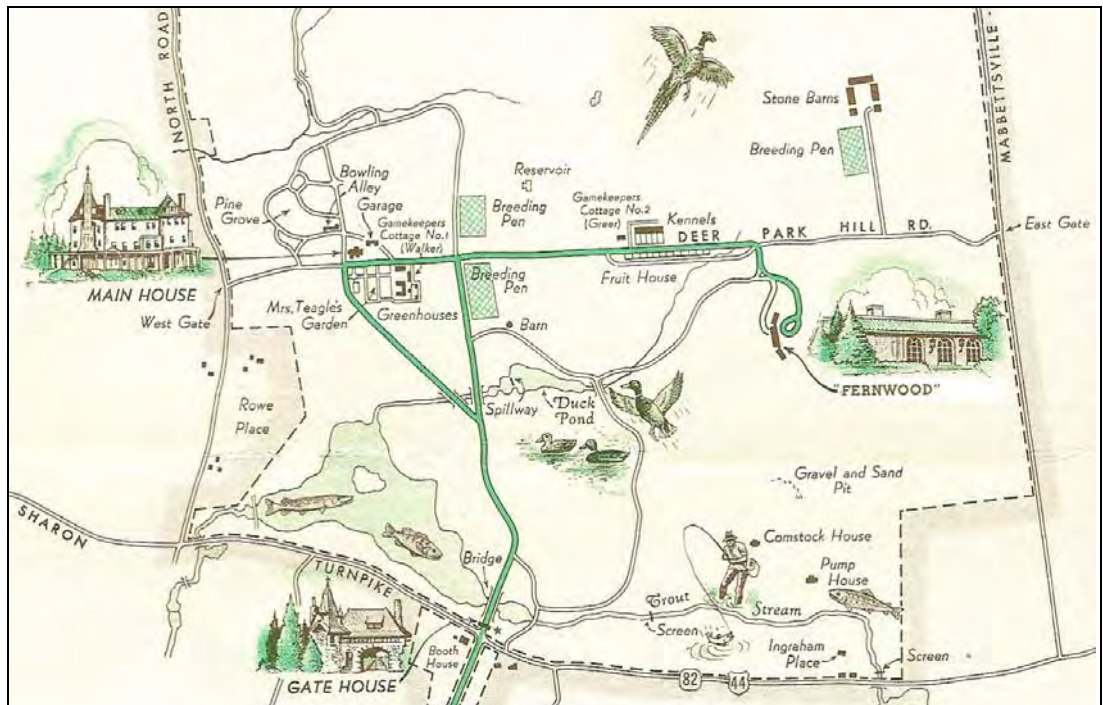 NORTH ROAD
MABBETTSVILLE
Stone Barns
Breeding Pen
Reservoir
Bowling
Alley
Garage
Pine
Grove
Gamekeepers
Cottage No.1
(Walker)
Breeding
Pen
Gamekeepers
Cottage No.2
(Greer)
Kennels
DEER PARK HILL RD.
East Gate
MAIN HOUSE
West Gate
Mrs. Teagle's
Garden
Greenhouses
Breeding
Pen
Fruit House
Barn
"FERNWOOD"
Rowe
Place
Spillway
Duck
Pond
Gravel and Sand
Pit
SHARON TURNPIKE
Bridge
Comstock House
Pump
House
Trout Stream
Screen
Booth
House
Ingraham
Place
Screen
GATE HOUSE
82
44